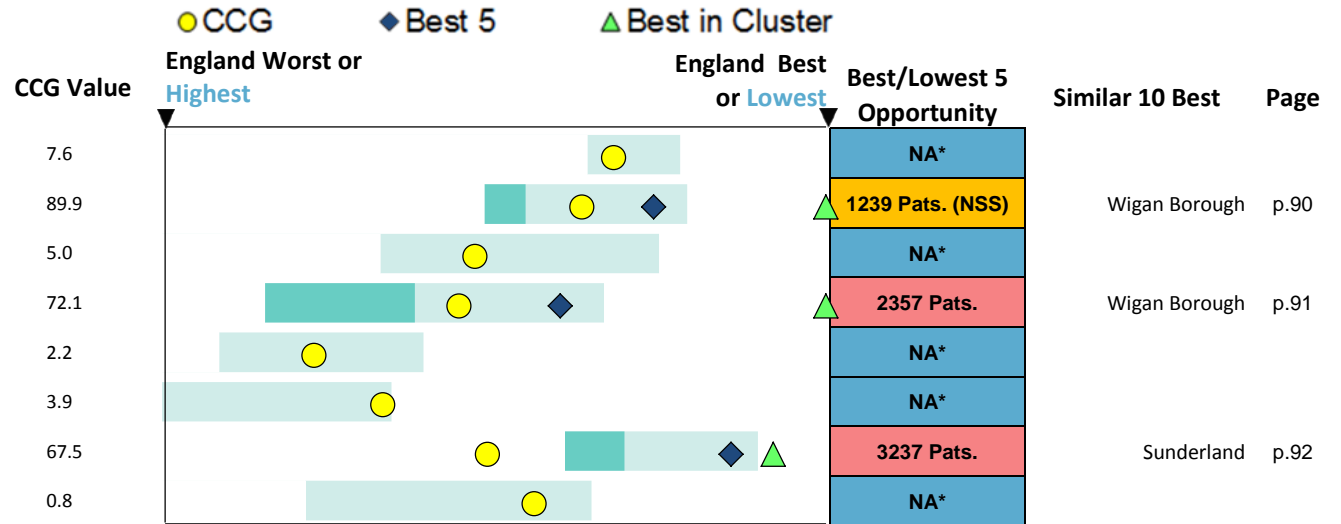 CCG Best 5 Best in Cluster
CCG Value England Worst or Highest England Best or Lowest Best/Lowest 5 Opportunity Similar 10 Best Page
7.6 NA*
89.9 1239 Pats. (NSS) Wigan Borough p.90
5.0 NA*
72.1 2357 Pats. Wigan Borough p.91
2.2 NA*
3.9 NA*
67.5 3237 Pats. Sunderland p.92
0.8 NA*